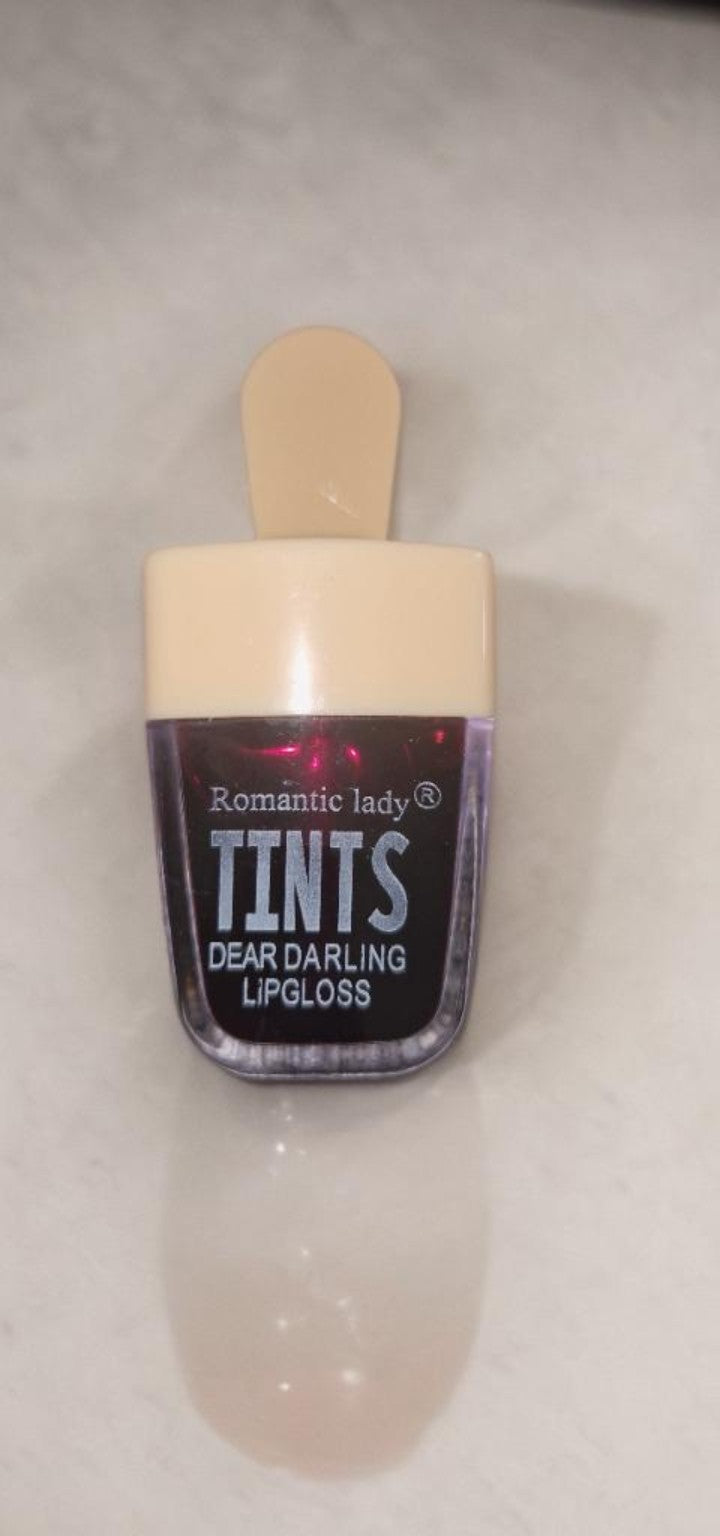 Romantic lady®
TINTS
DEAR DARLING
LiPGLOSS